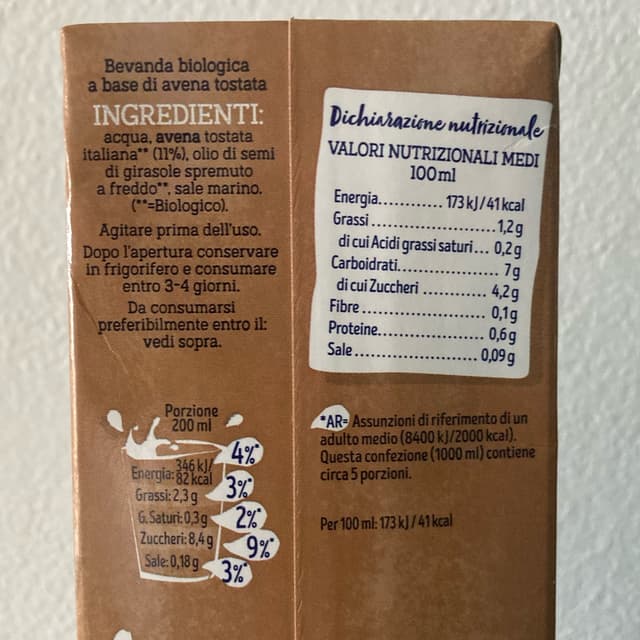 Bevanda biologica
a base di avena tostata
INGREDIENTI:
acqua, avena tostata
italiana** (11%), olio di semi
di girasole spremuto
a freddo**, sale marino.
(**=Biologico).
Agitare prima dell'uso.
Dopo l'apertura conservare
in frigorifero e consumare
entro 3-4 giorni.
Da consumarsi
preferibilmente entro il:
vedi sopra.
Porzione
200 ml
Energia: 346 kJ/ 82 kcal 4%*
Grassi: 2,3 g 3%*
G. Saturi: 0,3 g 2%*
Zuccheri: 8,4 g 9%*
Sale: 0,18 g 3%*
Dichiarazione nutrizionale
VALORI NUTRIZIONALI MEDI
100 ml
Energia.............. 173 kJ/41 kcal
Grassi ........................... 1,2 g
di cui Acidi grassi saturi... 0,2 g
Carboidrati..................... 7 g
di cui Zuccheri ............. 4,2 g
Fibre ........................... 0,1 g
Proteine........................ 0,6 g
Sale ............................ 0,09 g
*AR= Assunzioni di riferimento di un
adulto medio (8400 kJ/2000 kcal).
Questa confezione (1000 ml) contiene
circa 5 porzioni.
Per 100 ml: 173 kJ / 41 kcal